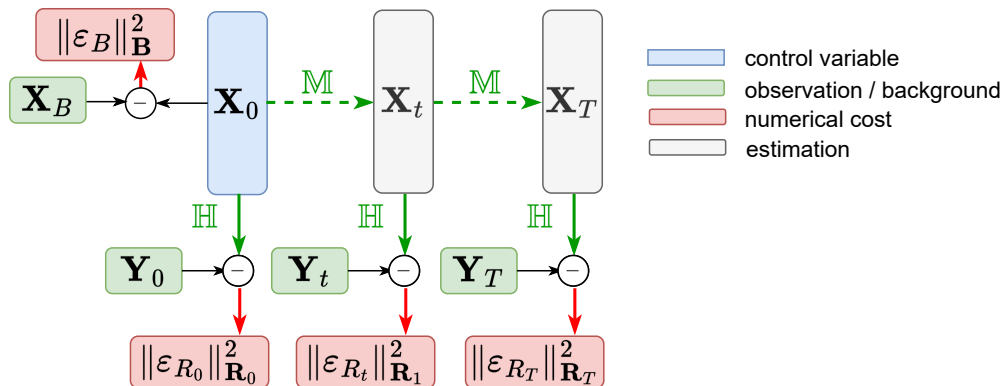 ‖ε_B‖²_𝐁
𝐗_B − 𝐗_0 𝕄 𝐗_t 𝕄 𝐗_T
ℍ ℍ ℍ
𝐘_0 − 𝐘_t − 𝐘_T −
‖ε_{R_0}‖²_{𝐑_0} ‖ε_{R_t}‖²_{𝐑_1} ‖ε_{R_T}‖²_{𝐑_T}
control variable
observation / background
numerical cost
estimation